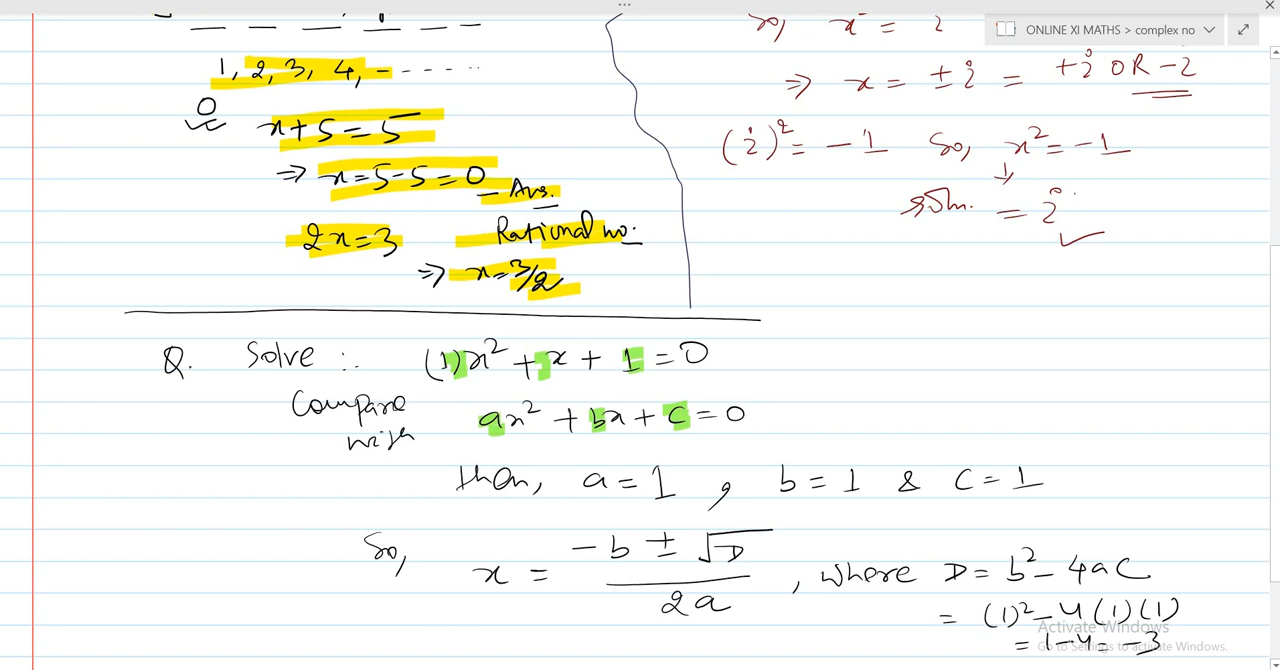 ONLINE XI MATHS > complex no
1, 2, 3, 4, - - - - - -
0
x + 5 = 5
⇒ x = 5 - 5 = 0 - Ans.
2x = 3 Rational no.
⇒ x = 3/2
So, x² = i²
⇒ x = ± i = + i OR - i
(i)² = - 1 So, x² = - 1
↓
soln. = i
Q. Solve :- (1)x² + x + 1 = 0
Compare with ax² + bx + c = 0
then, a = 1 , b = 1 & c = 1
So, x = (-b ± √D) / 2a , where D = b² - 4ac
= (1)² - 4(1)(1)
= 1 - 4 = -3
Activate Windows
Go to Settings to activate Windows.